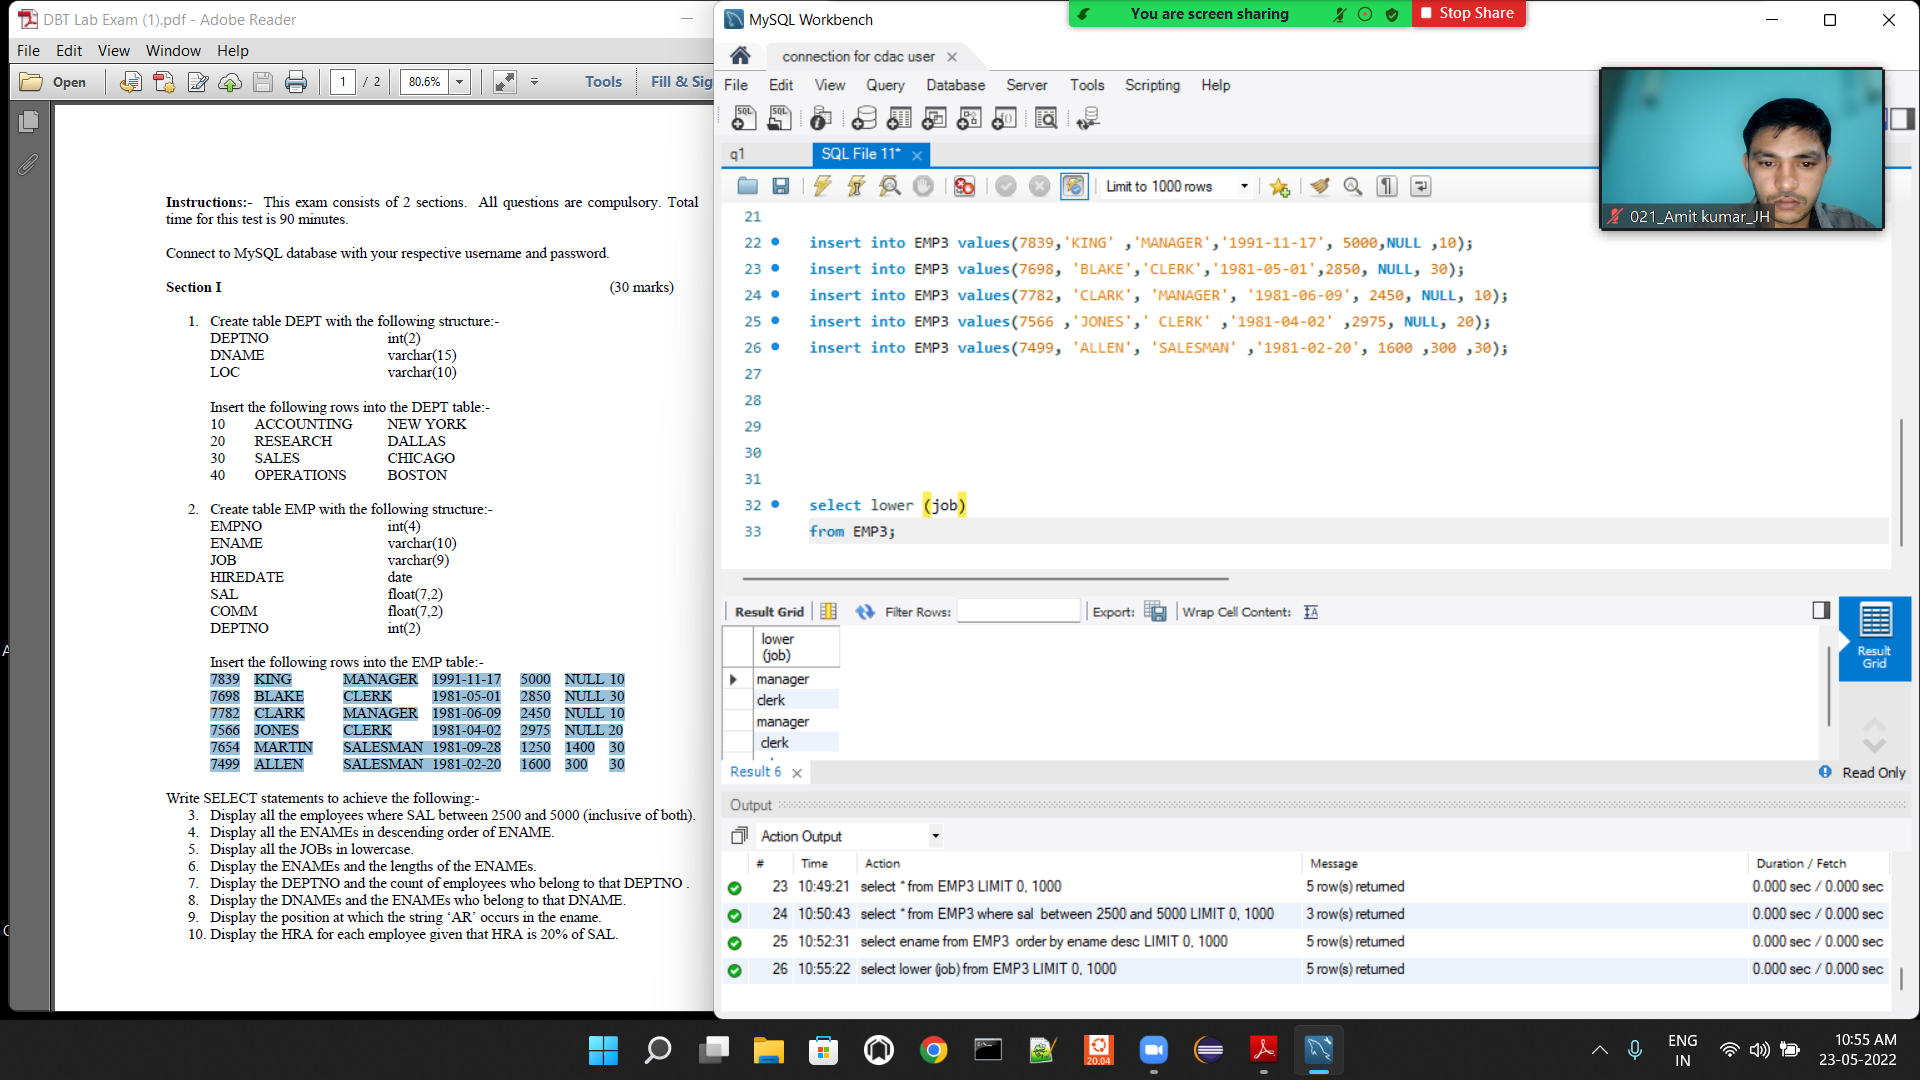 DBT Lab Exam (1).pdf - Adobe Reader
File Edit View Window Help
Open 1 / 2 80.6% Tools Fill & Sig
Instructions:- This exam consists of 2 sections. All questions are compulsory. Total
time for this test is 90 minutes.
Connect to MySQL database with your respective username and password.
Section I (30 marks)
1. Create table DEPT with the following structure:-
DEPTNO int(2)
DNAME varchar(15)
LOC varchar(10)
Insert the following rows into the DEPT table:-
10 ACCOUNTING NEW YORK
20 RESEARCH DALLAS
30 SALES CHICAGO
40 OPERATIONS BOSTON
2. Create table EMP with the following structure:-
EMPNO int(4)
ENAME varchar(10)
JOB varchar(9)
HIREDATE date
SAL float(7,2)
COMM float(7,2)
DEPTNO int(2)
Insert the following rows into the EMP table:-
7839 KING MANAGER 1991-11-17 5000 NULL 10
7698 BLAKE CLERK 1981-05-01 2850 NULL 30
7782 CLARK MANAGER 1981-06-09 2450 NULL 10
7566 JONES CLERK 1981-04-02 2975 NULL 20
7654 MARTIN SALESMAN 1981-09-28 1250 1400 30
7499 ALLEN SALESMAN 1981-02-20 1600 300 30
Write SELECT statements to achieve the following:-
3. Display all the employees where SAL between 2500 and 5000 (inclusive of both).
4. Display all the ENAMEs in descending order of ENAME.
5. Display all the JOBs in lowercase.
6. Display the ENAMEs and the lengths of the ENAMEs.
7. Display the DEPTNO and the count of employees who belong to that DEPTNO .
8. Display the DNAMEs and the ENAMEs who belong to that DNAME.
9. Display the position at which the string ‘AR’ occurs in the ename.
10. Display the HRA for each employee given that HRA is 20% of SAL.
MySQL Workbench
You are screen sharing Stop Share
connection for cdac user
File Edit View Query Database Server Tools Scripting Help
SQL SQL
q1 SQL File 11*
Limit to 1000 rows
021_Amit kumar_JH
21
22 insert into EMP3 values(7839,'KING' ,'MANAGER','1991-11-17', 5000,NULL ,10);
23 insert into EMP3 values(7698, 'BLAKE','CLERK','1981-05-01',2850, NULL, 30);
24 insert into EMP3 values(7782, 'CLARK', 'MANAGER', '1981-06-09', 2450, NULL, 10);
25 insert into EMP3 values(7566 ,'JONES',' CLERK' ,'1981-04-02' ,2975, NULL, 20);
26 insert into EMP3 values(7499, 'ALLEN', 'SALESMAN' ,'1981-02-20', 1600 ,300 ,30);
27
28
29
30
31
32 select lower (job)
33 from EMP3;
Result Grid Filter Rows: Export: Wrap Cell Content:
lower
(job)
manager
clerk
manager
clerk
Result
Grid
Result 6
Read Only
Output
Action Output
# Time Action Message Duration / Fetch
23 10:49:21 select * from EMP3 LIMIT 0, 1000 5 row(s) returned 0.000 sec / 0.000 sec
24 10:50:43 select * from EMP3 where sal between 2500 and 5000 LIMIT 0, 1000 3 row(s) returned 0.000 sec / 0.000 sec
25 10:52:31 select ename from EMP3 order by ename desc LIMIT 0, 1000 5 row(s) returned 0.000 sec / 0.000 sec
26 10:55:22 select lower (job) from EMP3 LIMIT 0, 1000 5 row(s) returned 0.000 sec / 0.000 sec
20.04
ENG
IN
10:55 AM
23-05-2022